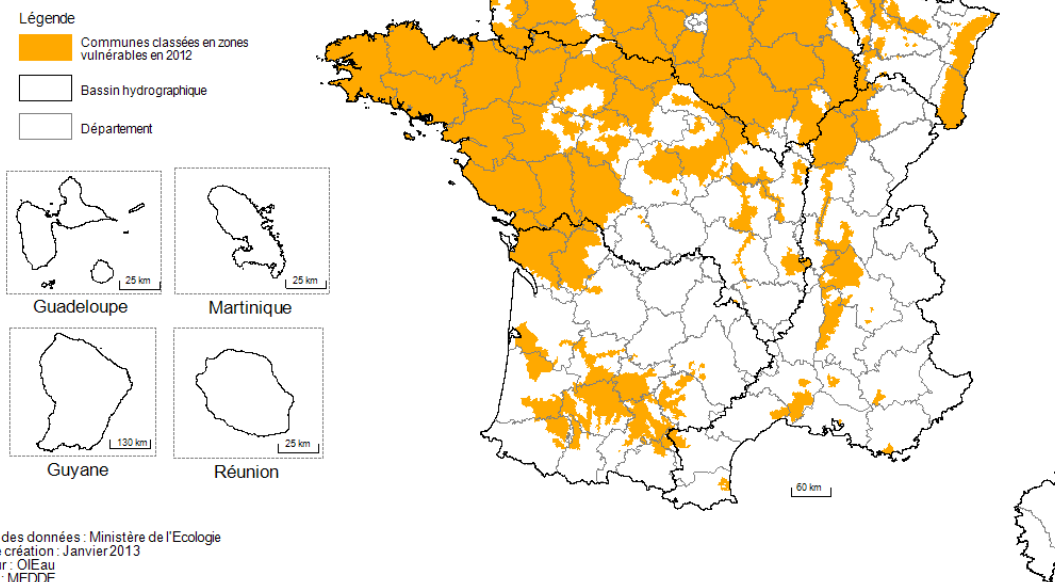 Légende
Communes classées en zones
vulnérables en 2012
Bassin hydrographique
Département
25 km
Guadeloupe
25 km
Martinique
130 km
Guyane
25 km
Réunion
60 km
des données : Ministère de l'Ecologie
création : Janvier 2013
: OIEau
: MEDDE